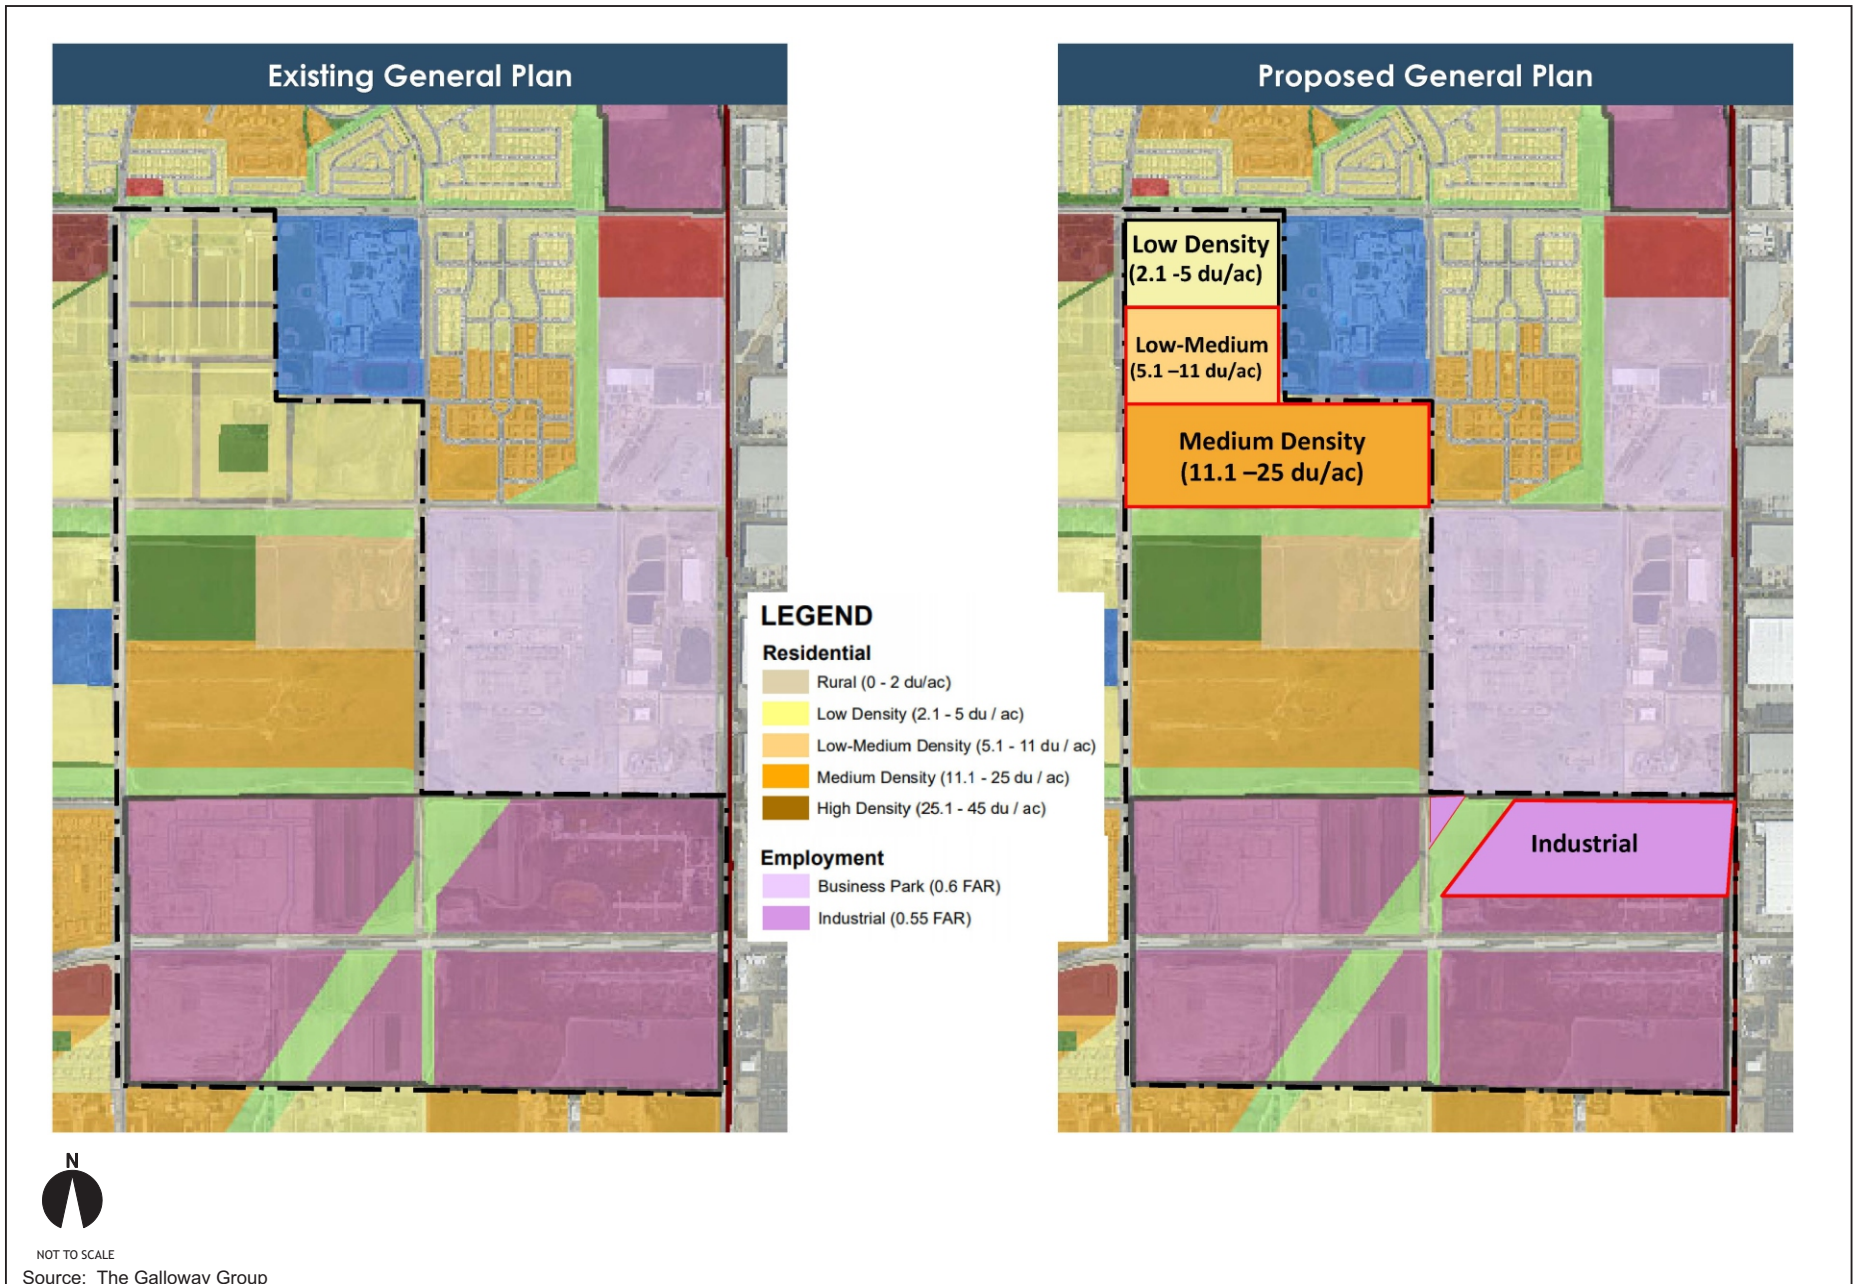 Existing General Plan
Proposed General Plan
Low Density
(2.1 -5 du/ac)
Low-Medium
(5.1 –11 du/ac)
Medium Density
(11.1 –25 du/ac)
Industrial
LEGEND
Residential
Rural (0 - 2 du/ac)
Low Density (2.1 - 5 du / ac)
Low-Medium Density (5.1 - 11 du / ac)
Medium Density (11.1 - 25 du / ac)
High Density (25.1 - 45 du / ac)
Employment
Business Park (0.6 FAR)
Industrial (0.55 FAR)
N
NOT TO SCALE
Source: The Galloway Group